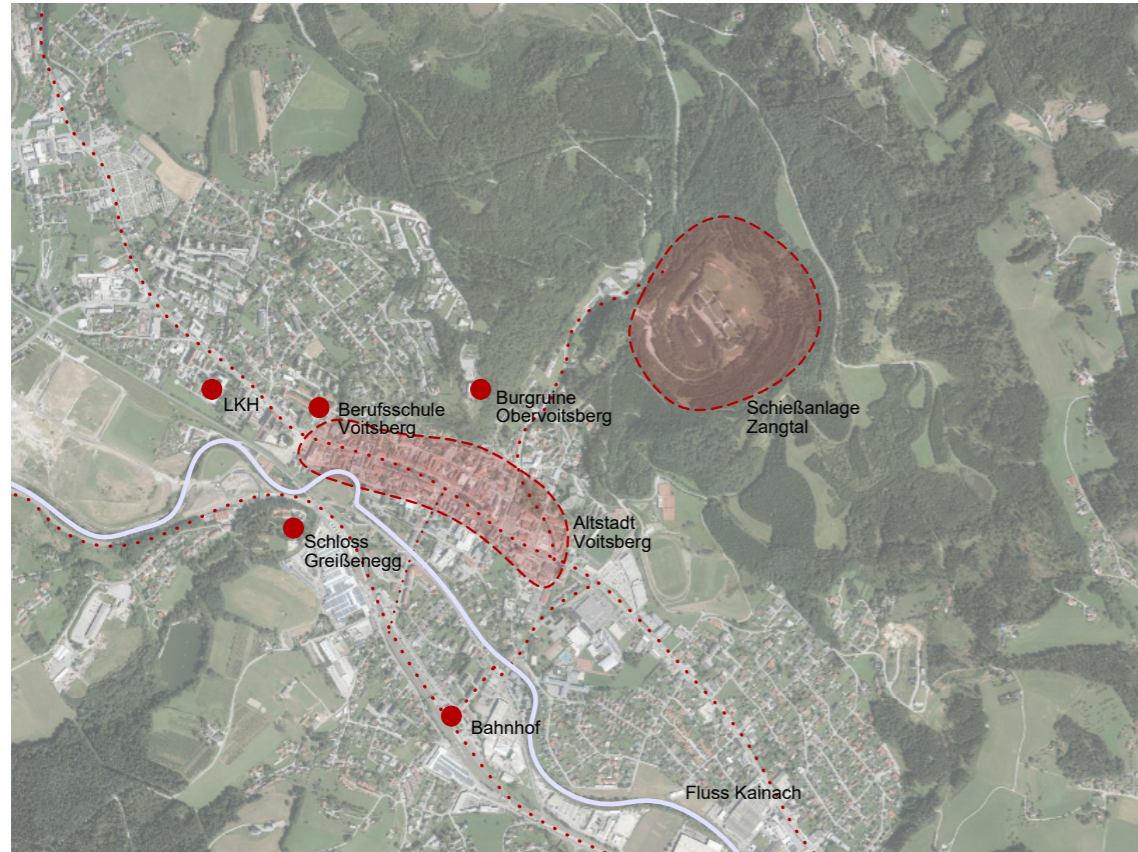 LKH
Berufsschule
Voitsberg
Burgruine
Obervoitsberg
Schießanlage
Zangtal
Altstadt
Voitsberg
Schloss
Greißenegg
Bahnhof
Fluss Kainach